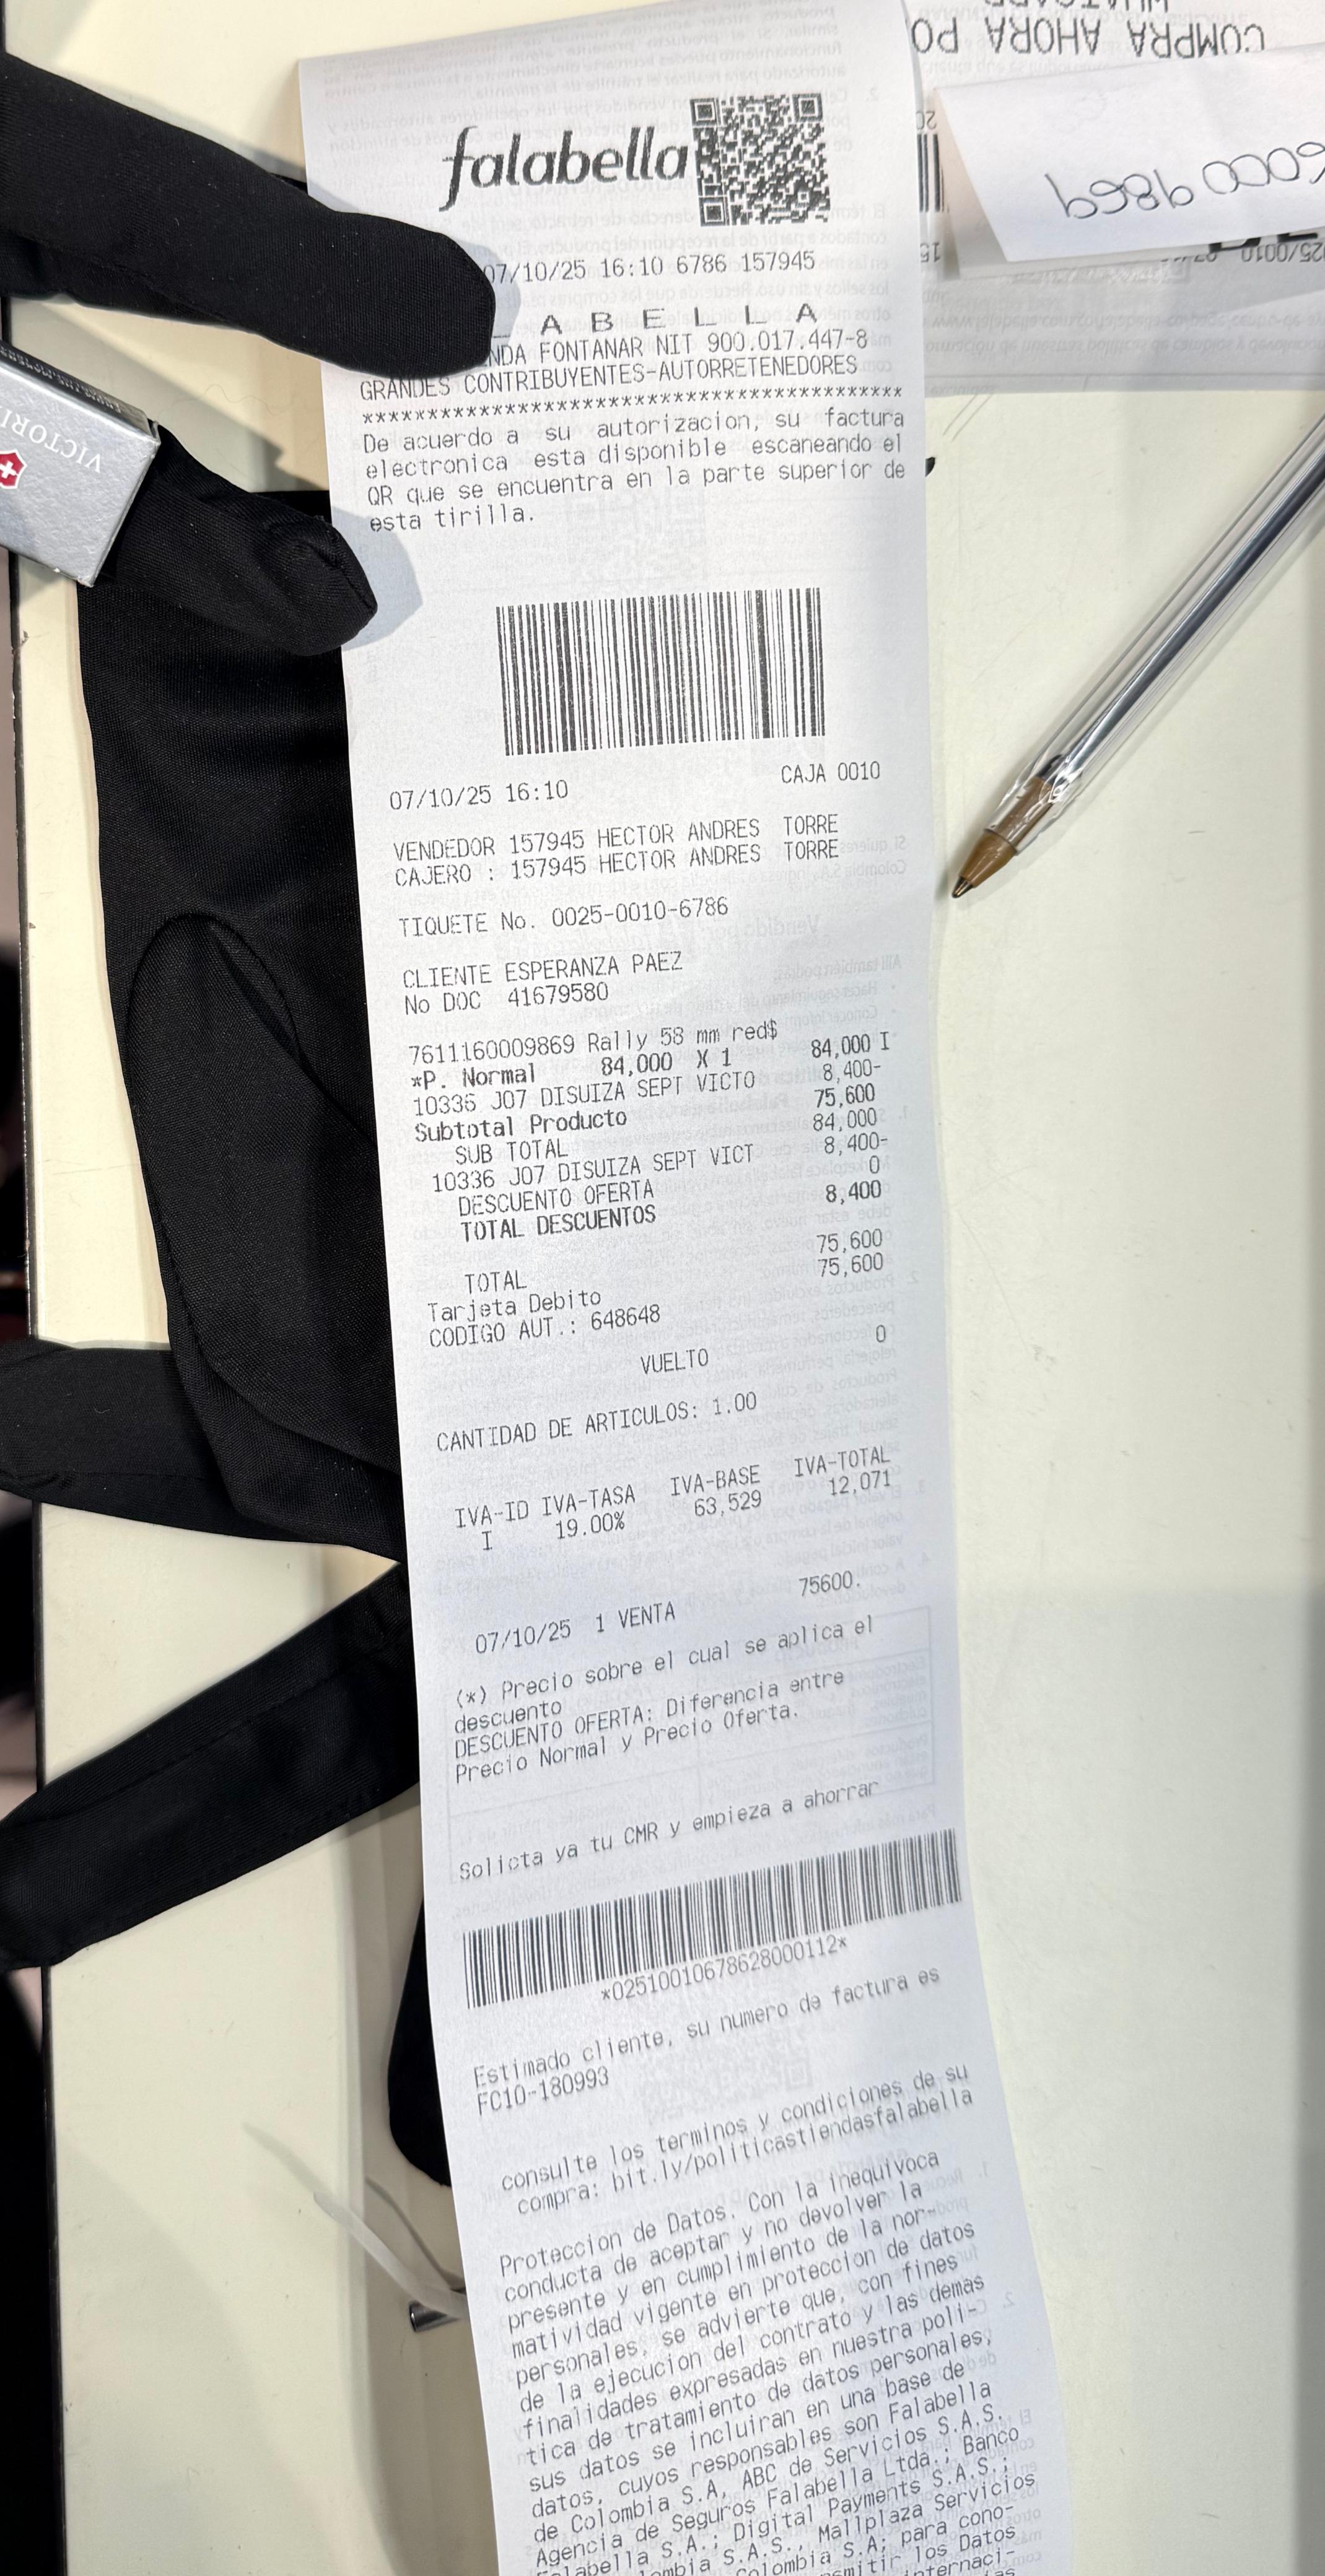 falabella
07/10/25 16:10 6786 157945
A B E L L A
FONTANAR NIT 900.017.447-8
GRANDES CONTRIBUYENTES-AUTORRETENEDORES
****************************************
De acuerdo a su autorizacion, su factura
electronica esta disponible escaneando el
QR que se encuentra en la parte superior de
esta tirilla.
07/10/25 16:10 CAJA 0010
VENDEDOR 157945 HECTOR ANDRES TORRE
CAJERO : 157945 HECTOR ANDRES TORRE
TIQUETE No. 0025-0010-6786
CLIENTE ESPERANZA PAEZ
No DOC 41679580
7611160009869 Rally 58 mm red$
*P. Normal 84,000 X 1 84,000 I
10336 J07 DISUIZA SEPT VICTO 8,400-
Subtotal Producto 75,600
SUB TOTAL 84,000
10336 J07 DISUIZA SEPT VICT 8,400-
DESCUENTO OFERTA 0
TOTAL DESCUENTOS 8,400
TOTAL 75,600
Tarjeta Debito 75,600
CODIGO AUT.: 648648
VUELTO 0
CANTIDAD DE ARTICULOS: 1.00
IVA-ID IVA-TASA IVA-BASE IVA-TOTAL
I 19.00% 63,529 12,071
07/10/25 1 VENTA 75600.
(*) Precio sobre el cual se aplica el
descuento
DESCUENTO OFERTA: Diferencia entre
Precio Normal y Precio Oferta.
Solicta ya tu CMR y empieza a ahorrar
*02510010678628000112*
Estimado cliente, su numero de factura es
FC10-180993
consulte los terminos y condiciones de su
compra: bit.ly/politicastiendasfalabella
Proteccion de Datos. Con la inequivoca
conducta de aceptar y no devolver la
presente y en cumplimiento de la nor-
matividad vigente en proteccion de datos
personales, se advierte que, con fines
de la ejecucion del contrato y las demas
finalidades expresadas en nuestra poli-
tica de tratamiento de datos personales,
sus datos se incluiran en una base de
datos, cuyos responsables son Falabella
de Colombia S.A, ABC de Servicios S.A.S.
Agencia de Seguros Falabella Ltda.; Banco
Falabella S.A.; Digital Payments S.A.S.;
S.A.S., Mallplaza Servicios
Colombia S.A; para cono-
los Datos
COMPRA AHORA
60009869
VICTORI